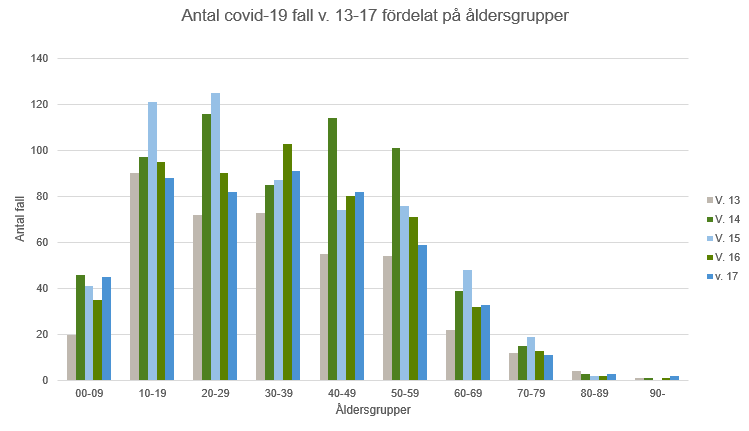 Antal covid-19 fall v. 13-17 fördelat på åldersgrupper
140
120
100
80
60
40
20
0
Antal fall
00-09 10-19 20-29 30-39 40-49 50-59 60-69 70-79 80-89 90-
Åldersgrupper
V. 13
V. 14
V. 15
V. 16
v. 17